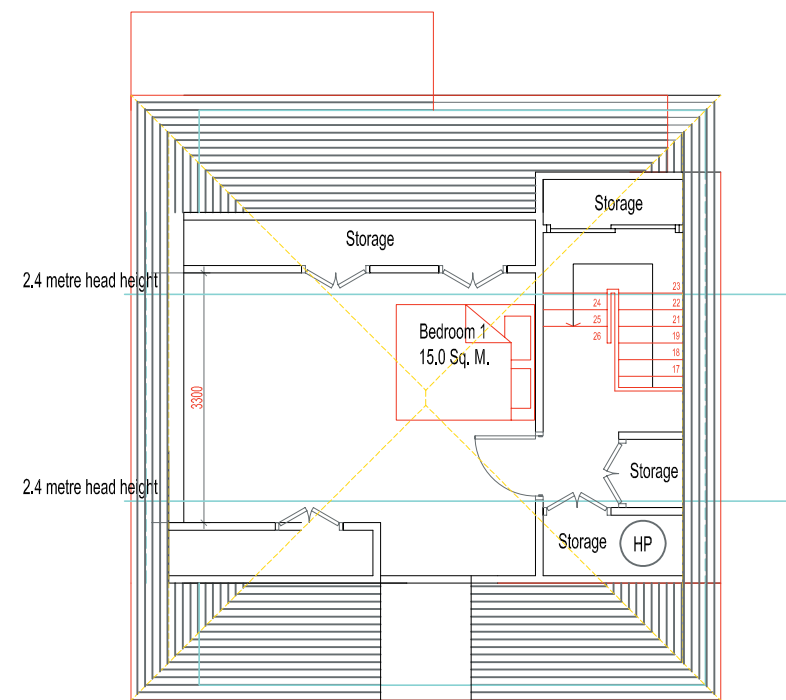 Storage
Storage
2.4 metre head height
23
24
22
25
21
26
19
18
17
Bedroom 1
15.0 Sq. M.
3300
2.4 metre head height
Storage
Storage
HP